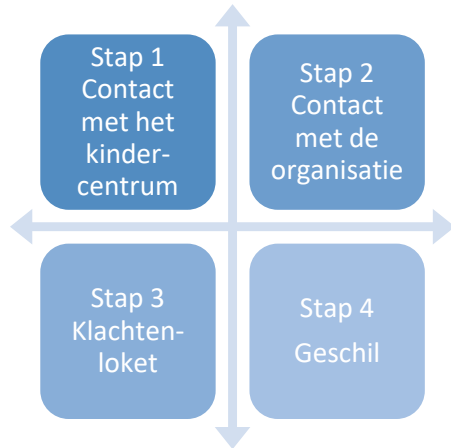 Stap 1
Contact
met het
kinder-
centrum
Stap 2
Contact
met de
organisatie
Stap 3
Klachten-
loket
Stap 4
Geschil